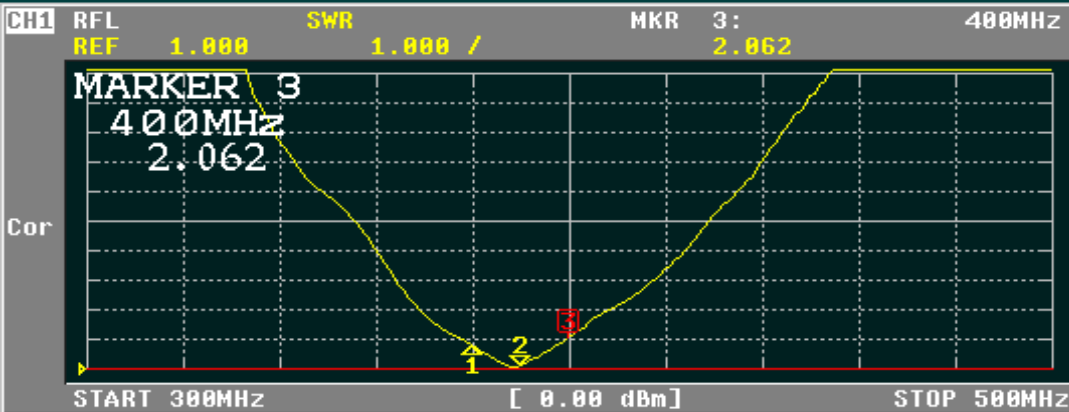 CH1 RFL SWR MKR 3: 400MHz
REF 1.000 1.000 / 2.062
MARKER 3
400MHz
2.062
Cor
3
2
1
START 300MHz [ 0.00 dBm] STOP 500MHz